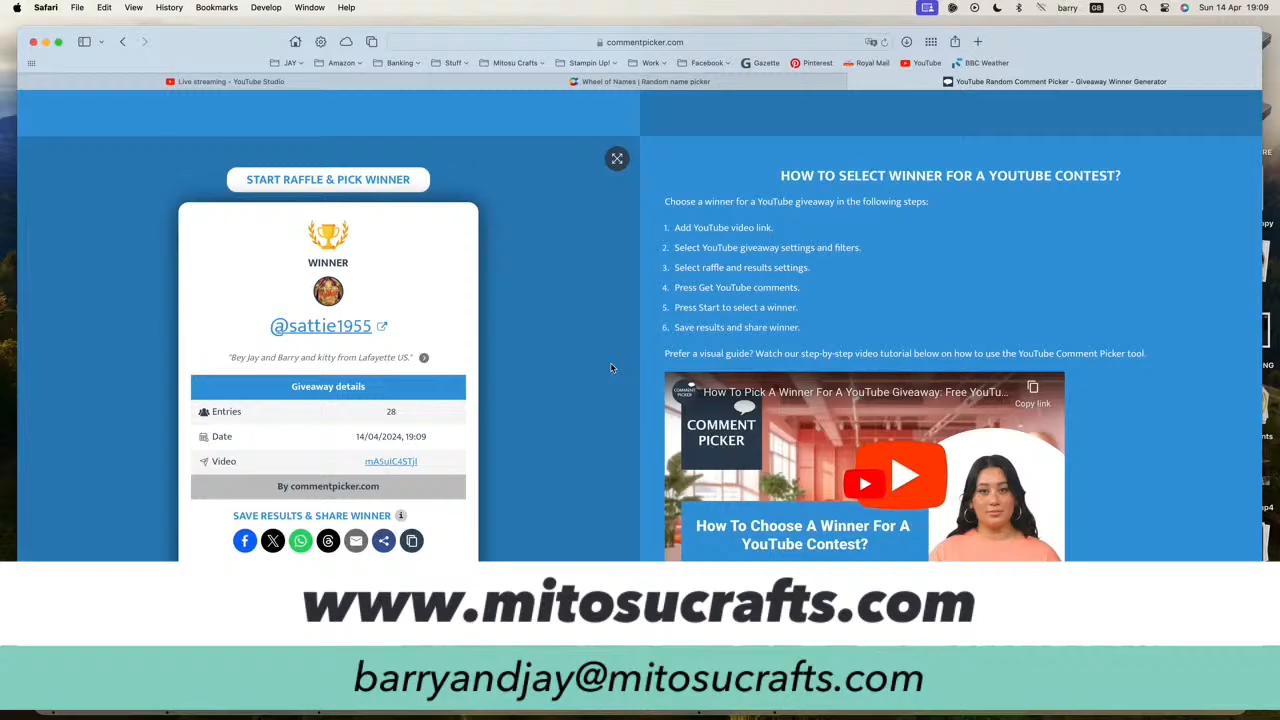 Safari File Edit View History Bookmarks Develop Window Help
barry GB Sun 14 Apr 19:09
commentpicker.com
JAY Amazon Banking Stuff Mitosu Crafts Stampin Up! Work Facebook Gazette Pinterest Royal Mail YouTube BBC Weather
Live streaming - YouTube Studio
Wheel of Names | Random name picker
YouTube Random Comment Picker - Giveaway Winner Generator
START RAFFLE & PICK WINNER
WINNER
@sattie1955
"Bey Jay and Barry and kitty from Lafayette US."
Giveaway details
Entries 28
Date 14/04/2024, 19:09
Video
By commentpicker.com
SAVE RESULTS & SHARE WINNER
HOW TO SELECT WINNER FOR A YOUTUBE CONTEST?
Choose a winner for a YouTube giveaway in the following steps:
1. Add YouTube video link.
2. Select YouTube giveaway settings and filters.
3. Select raffle and results settings.
4. Press Get YouTube comments.
5. Press Start to select a winner.
6. Save results and share winner.
Prefer a visual guide? Watch our step-by-step video tutorial below on how to use the YouTube Comment Picker tool.
How To Pick A Winner For A YouTube Giveaway: Free YouTu...
Copy link
COMMENT
PICKER
How To Choose A Winner For A
YouTube Contest?
www.mitosucrafts.com
barryandjay@mitosucrafts.com